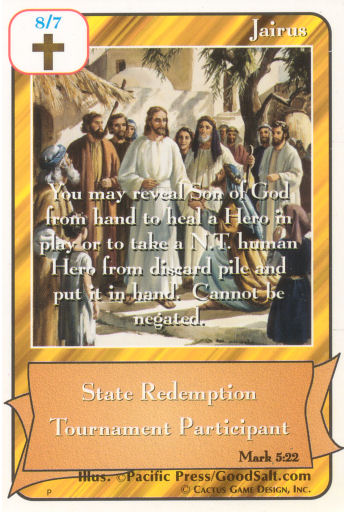 8/7
Jairus
You may reveal Son of God
from hand to heal a Hero in
play or to take a N.T. human
Hero from discard pile and
put it in hand. Cannot be
negated.
State Redemption
Tournament Participant
Mark 5:22
Illus. ©Pacific Press/GoodSalt.com
P
© Cactus Game Design, Inc.